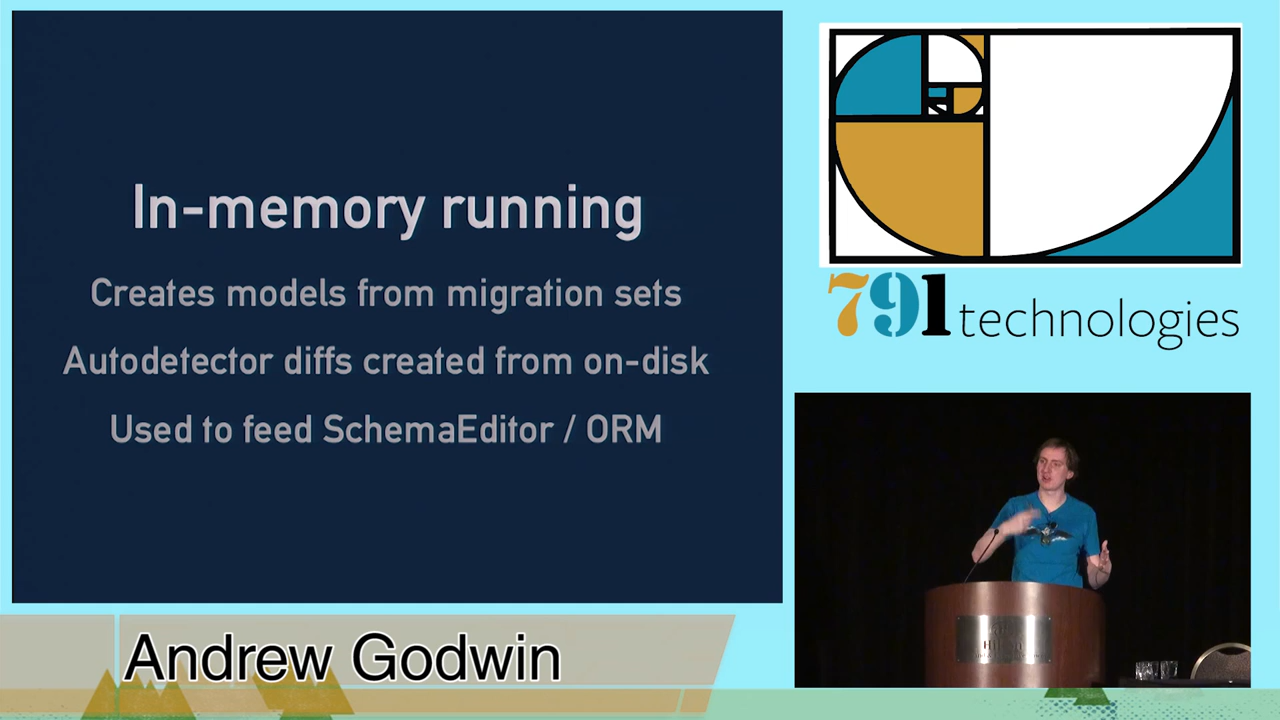 In-memory running
Creates models from migration sets
Autodetector diffs created from on-disk
Used to feed SchemaEditor / ORM
791 technologies
Andrew Godwin